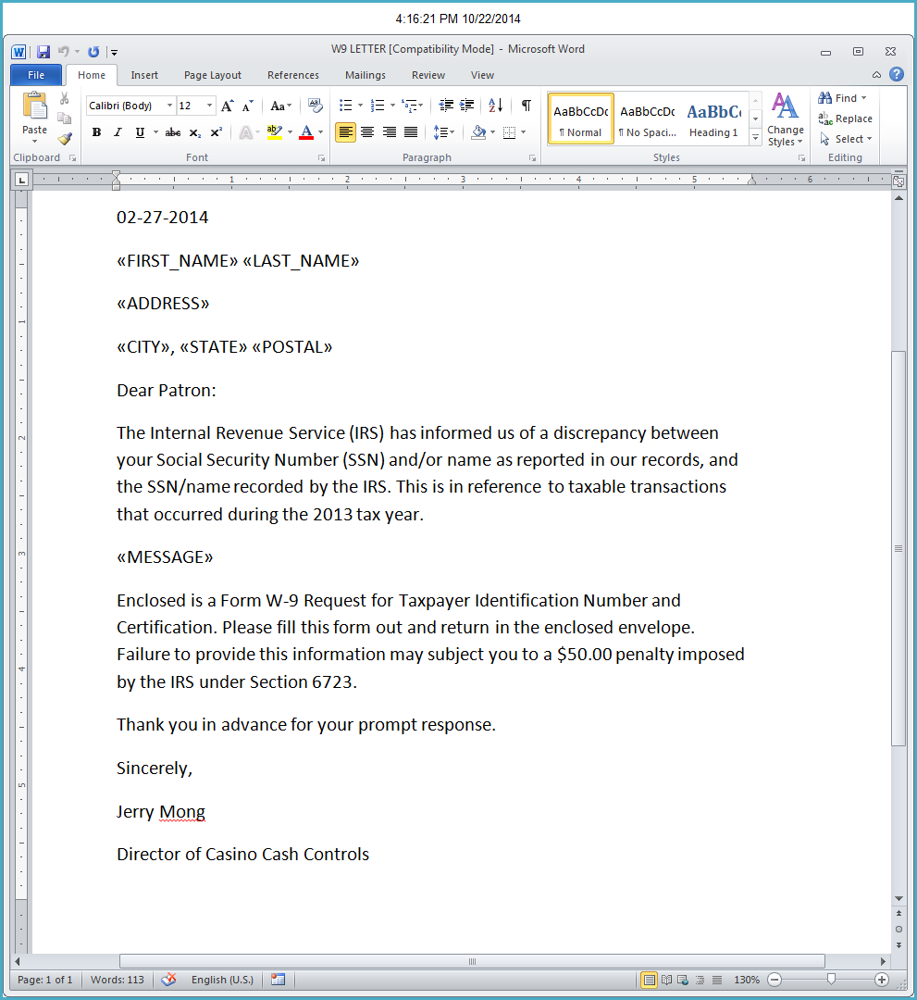 4:16:21 PM 10/22/2014
W9 LETTER [Compatibility Mode] - Microsoft Word
File Home Insert Page Layout References Mailings Review View
Calibri (Body) 12
Paste
AaBbCcDc AaBbCcDc AaBbCc
¶ Normal ¶ No Spaci... Heading 1
Change Styles
Find
Replace
Select
Clipboard Font Paragraph Styles Editing
1 2 3 4 5 6
02-27-2014
«FIRST_NAME» «LAST_NAME»
«ADDRESS»
«CITY», «STATE» «POSTAL»
Dear Patron:
The Internal Revenue Service (IRS) has informed us of a discrepancy between
your Social Security Number (SSN) and/or name as reported in our records, and
the SSN/name recorded by the IRS. This is in reference to taxable transactions
that occurred during the 2013 tax year.
«MESSAGE»
Enclosed is a Form W-9 Request for Taxpayer Identification Number and
Certification. Please fill this form out and return in the enclosed envelope.
Failure to provide this information may subject you to a $50.00 penalty imposed
by the IRS under Section 6723.
Thank you in advance for your prompt response.
Sincerely,
Jerry Mong
Director of Casino Cash Controls
Page: 1 of 1 Words: 113 English (U.S.) 130%